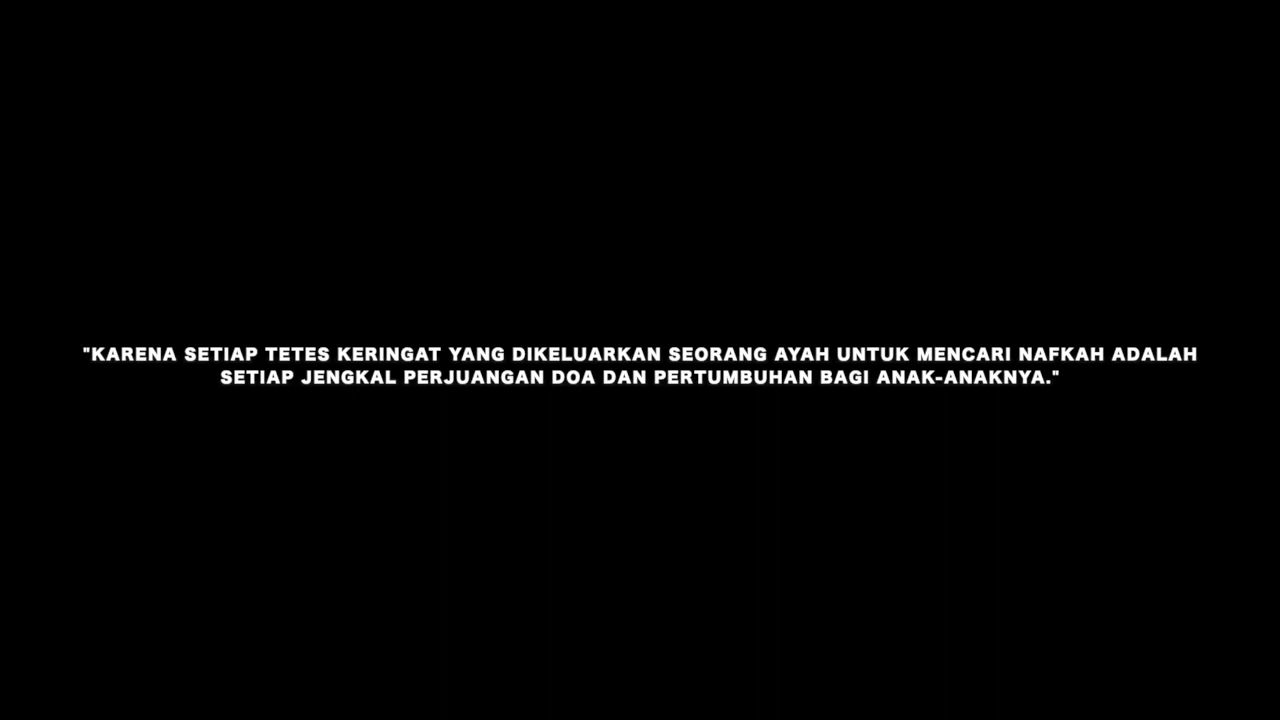 "KARENA SETIAP TETES KERINGAT YANG DIKELUARKAN SEORANG AYAH UNTUK MENCARI NAFKAH ADALAH
SETIAP JENGKAL PERJUANGAN DOA DAN PERTUMBUHAN BAGI ANAK-ANAKNYA."